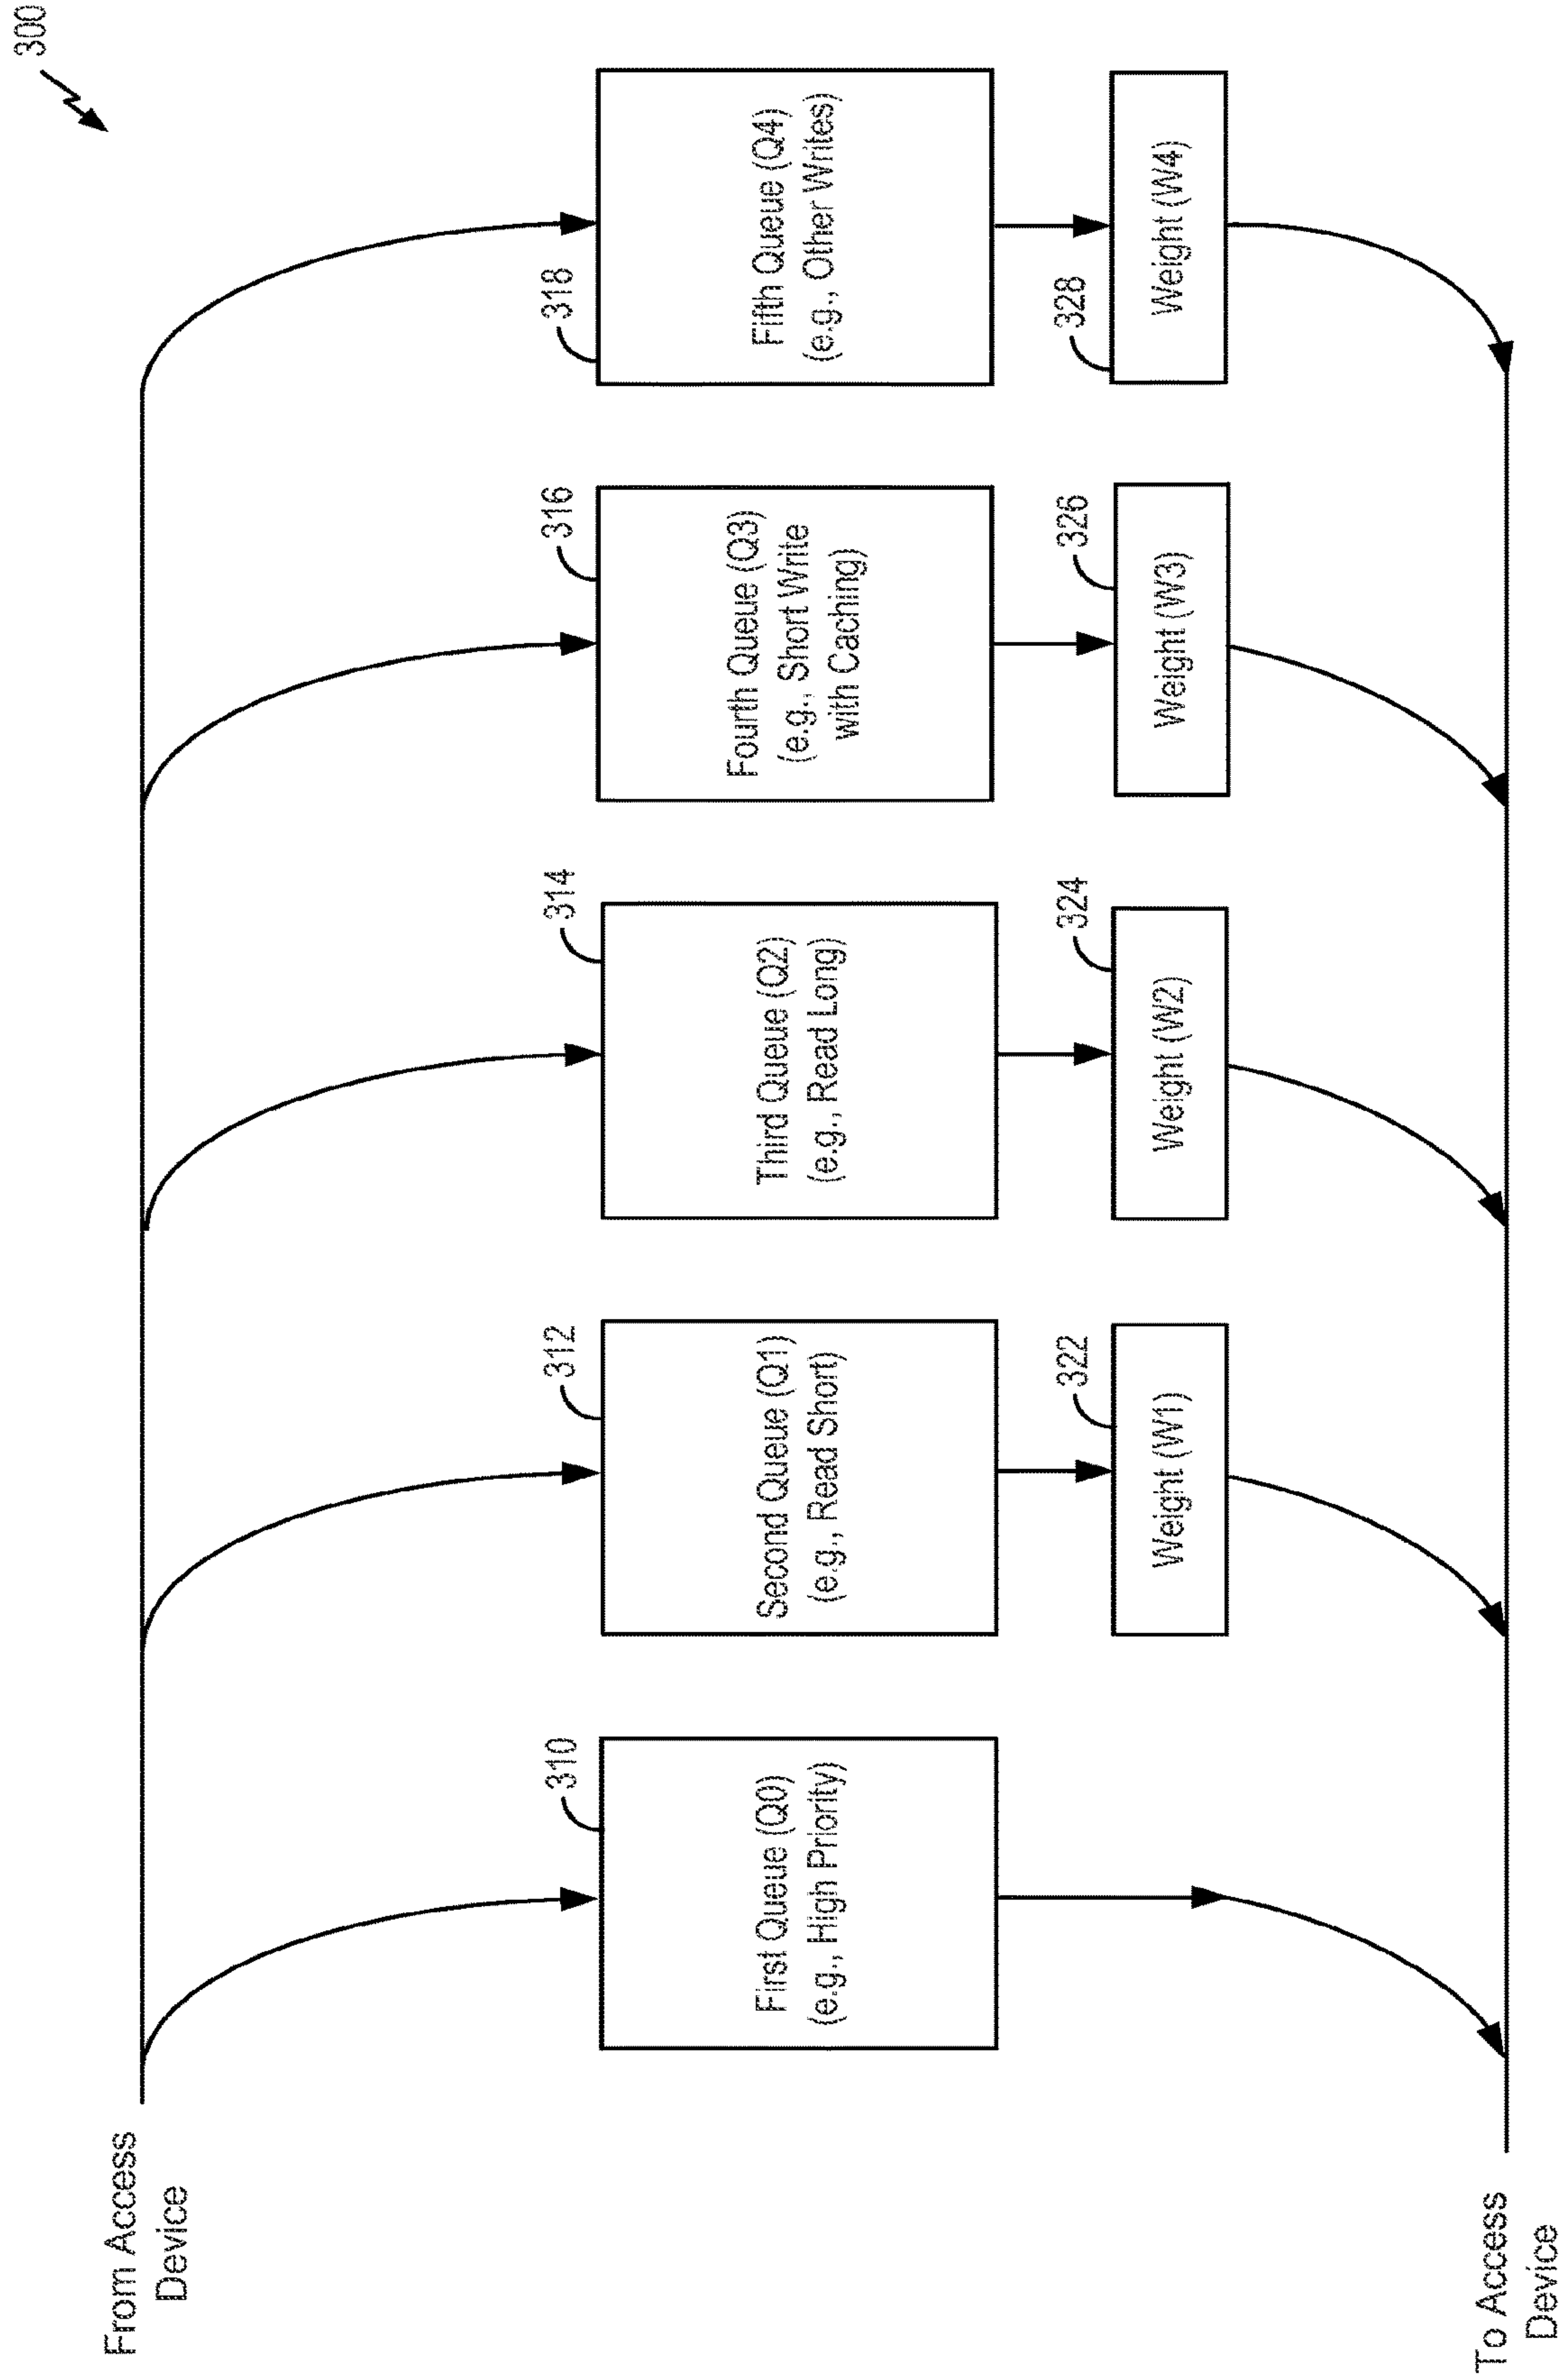 300
From Access
Device
310
First Queue (Q0)
(e.g., High Priority)
312
Second Queue (Q1)
(e.g., Read Short)
314
Third Queue (Q2)
(e.g., Read Long)
316
Fourth Queue (Q3)
(e.g., Short Write
with Caching)
318
Fifth Queue (Q4)
(e.g., Other Writes)
322
Weight (W1)
324
Weight (W2)
326
Weight (W3)
328
Weight (W4)
To Access
Device